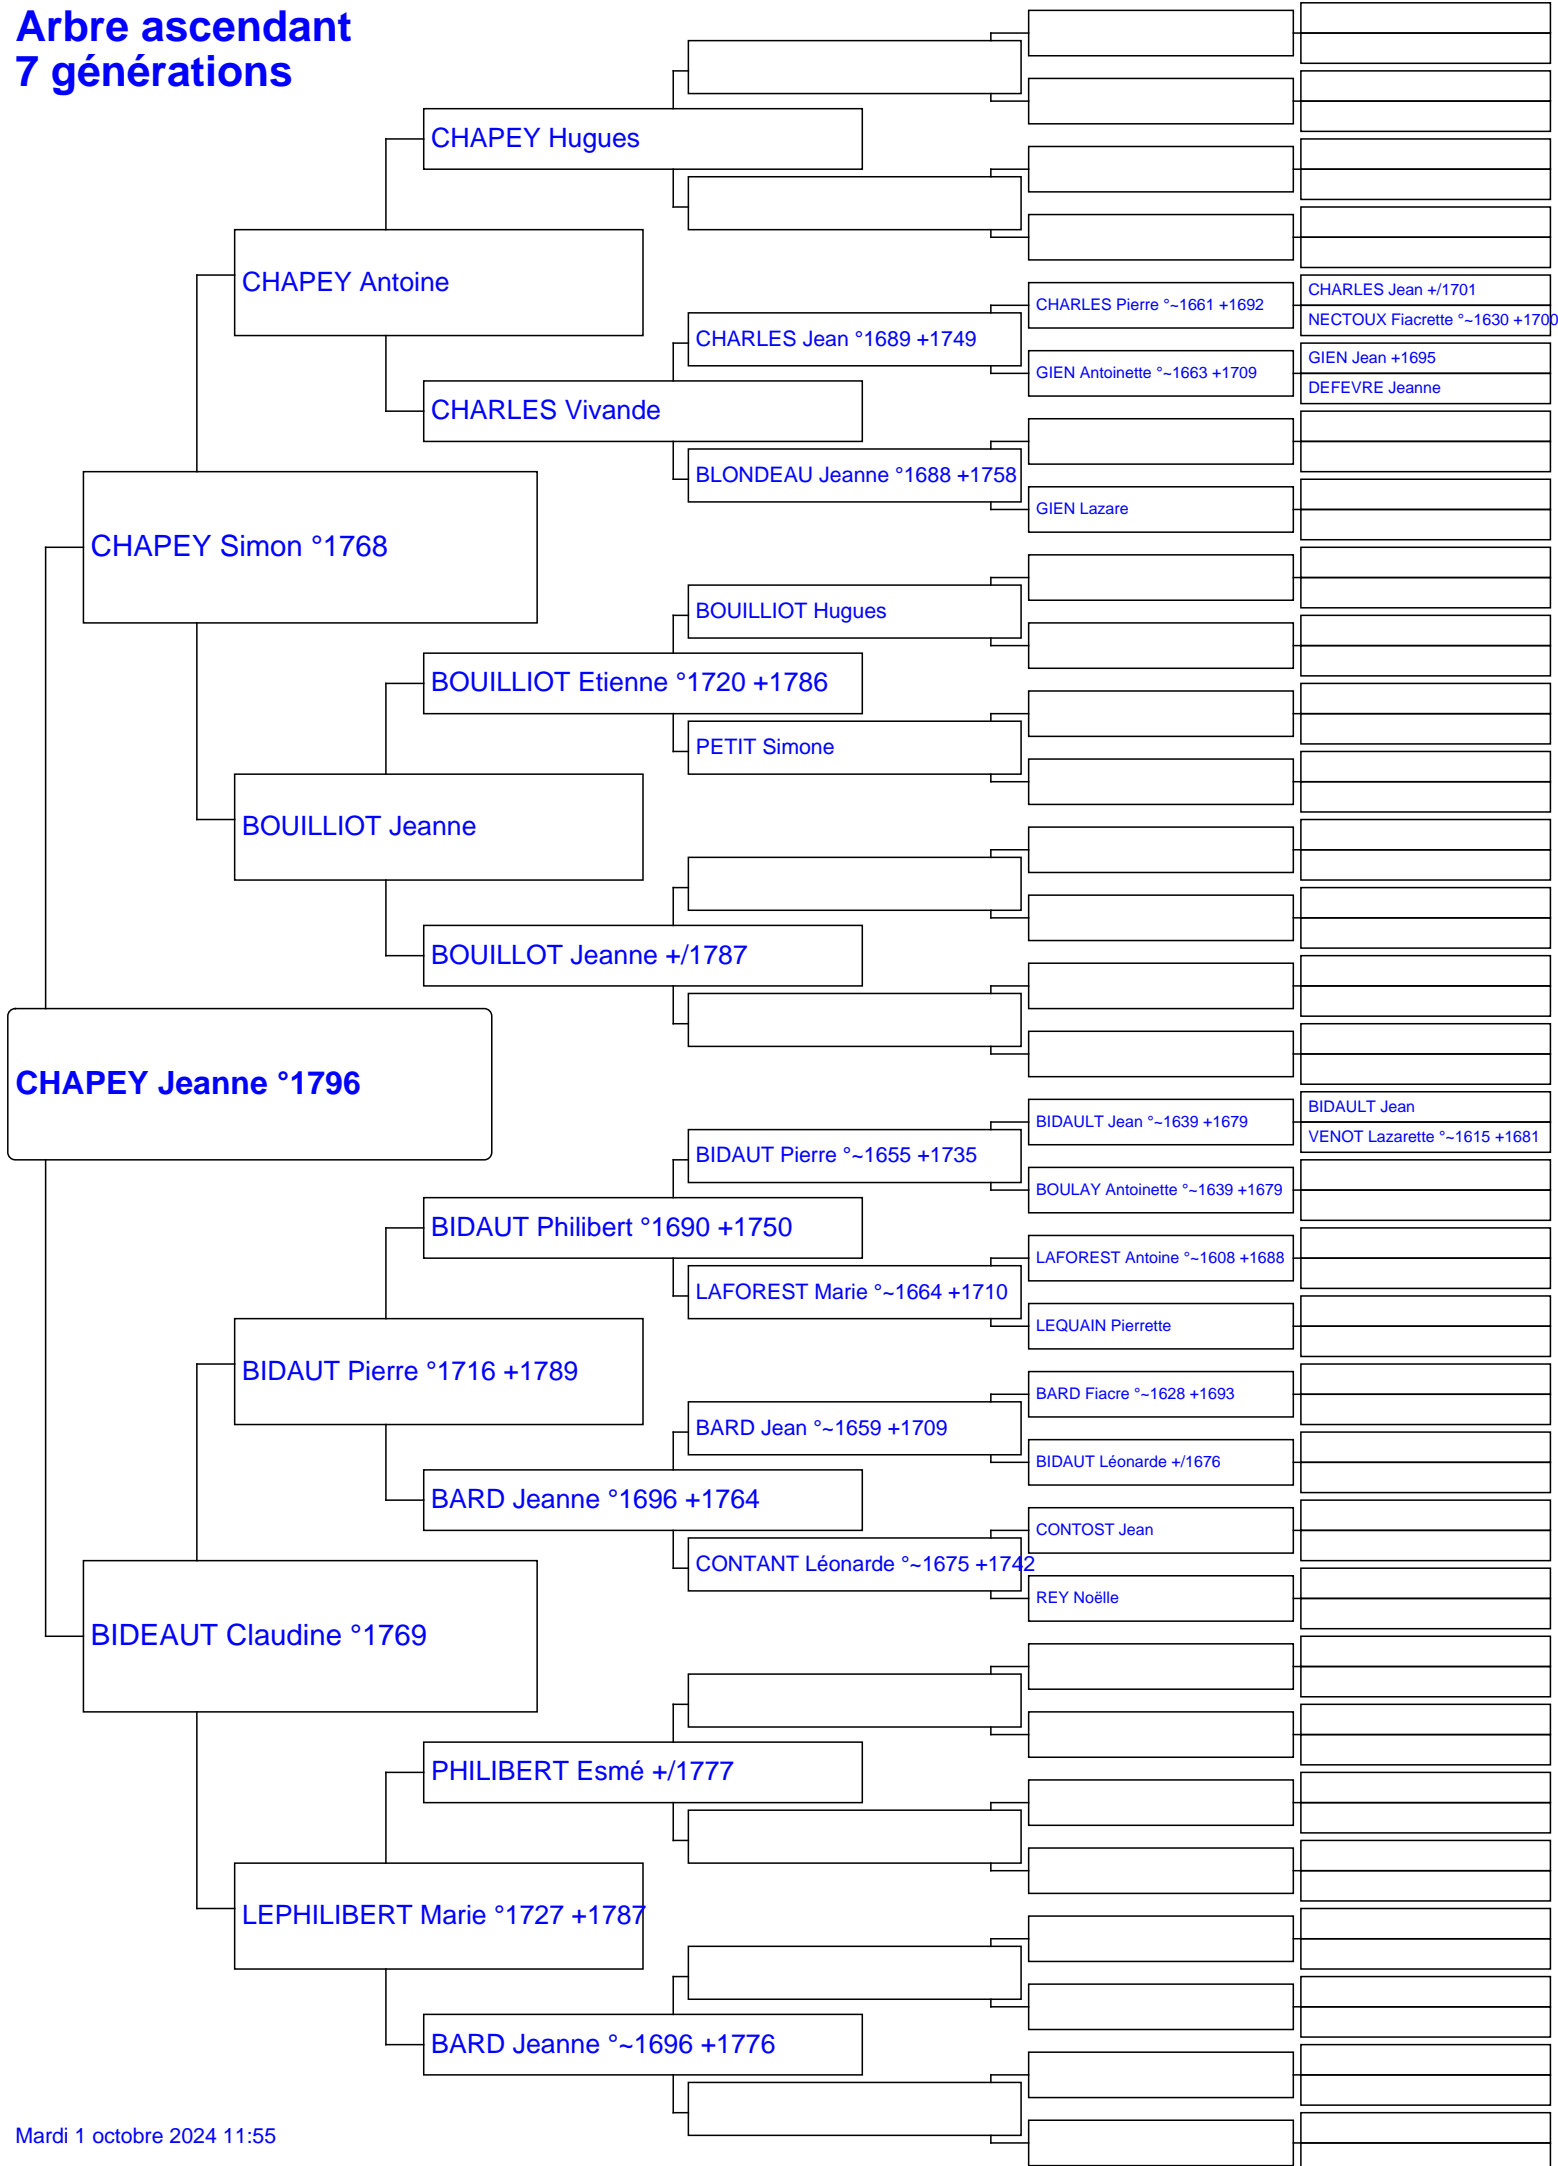 Arbre ascendant
7 générations
CHAPEY Hugues
CHAPEY Antoine
CHARLES Jean +/1701
CHARLES Pierre °~1661 +1692
NECTOUX Fiacrette °~1630 +1700
CHARLES Jean °1689 +1749
GIEN Jean +1695
GIEN Antoinette °~1663 +1709
DEFEVRE Jeanne
CHARLES Vivande
BLONDEAU Jeanne °1688 +1758
GIEN Lazare
CHAPEY Simon °1768
BOUILLIOT Hugues
BOUILLIOT Etienne °1720 +1786
PETIT Simone
BOUILLIOT Jeanne
BOUILLOT Jeanne +/1787
CHAPEY Jeanne °1796
BIDAULT Jean
BIDAULT Jean °~1639 +1679
VENOT Lazarette °~1615 +1681
BIDAUT Pierre °~1655 +1735
BOULAY Antoinette °~1639 +1679
BIDAUT Philibert °1690 +1750
LAFOREST Antoine °~1608 +1688
LAFOREST Marie °~1664 +1710
LEQUAIN Pierrette
BIDAUT Pierre °1716 +1789
BARD Fiacre °~1628 +1693
BARD Jean °~1659 +1709
BIDAUT Léonarde +/1676
BARD Jeanne °1696 +1764
CONTOST Jean
CONTANT Léonarde °~1675 +1742
REY Noëlle
BIDEAUT Claudine °1769
PHILIBERT Esmé +/1777
LEPHILIBERT Marie °1727 +1787
BARD Jeanne °~1696 +1776
Mardi 1 octobre 2024 11:55